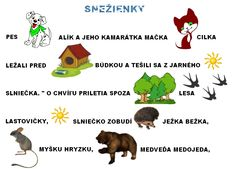 SNEŽIENKY
PES ALÍK A JEHO KAMARÁTKA MAČKA CILKA
LEŽALI PRED BÚDKOU A TEŠILI SA Z JARNÉHO
SLNIEČKA. " O CHVÍĽU PRILETIA SPOZA LESA
LASTOVIČKY, SLNIEČKO ZOBUDÍ JEŽKA BEŽKA,
MYŠKU HRYZKU, MEDVEĎA MEDOJEĎA,